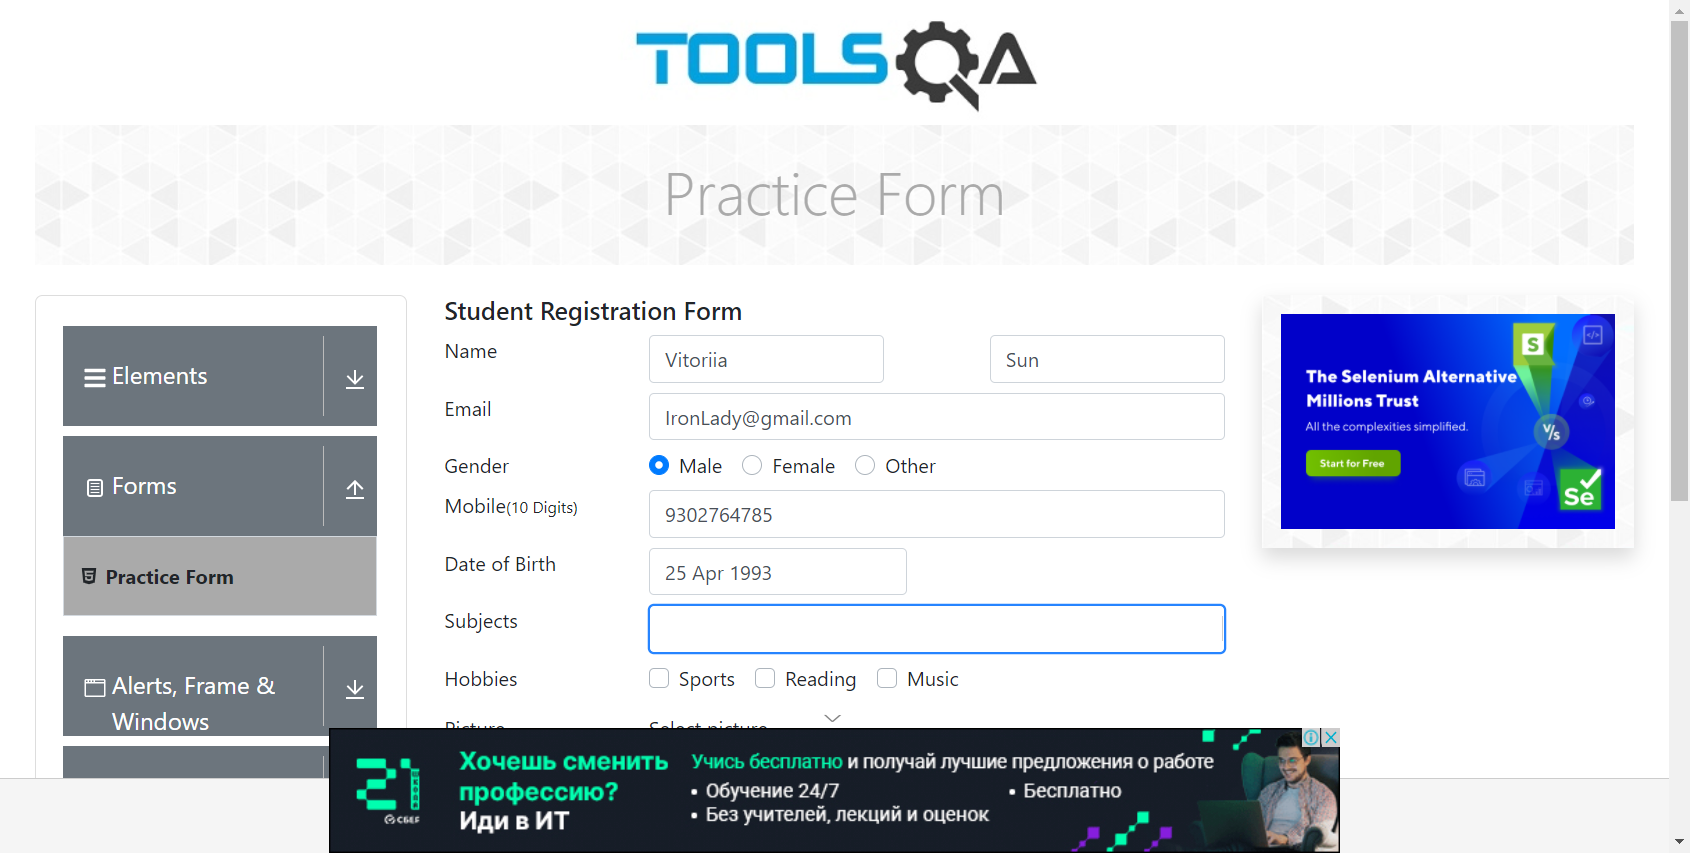 TOOLSQA
Practice Form
Elements
Forms
Practice Form
Alerts, Frame &
Windows
Student Registration Form
Name
Vitoriia
Sun
Email
IronLady@gmail.com
Gender
Male
Female
Other
Mobile(10 Digits)
9302764785
Date of Birth
25 Apr 1993
Subjects
Hobbies
Sports
Reading
Music
Picture
Select picture
The Selenium Alternative
Millions Trust
All the complexities simplified.
Start for Free
S
V/s
Se
21
ШКОЛА
СБЕР
Хочешь сменить
профессию?
Иди в ИТ
Учись бесплатно и получай лучшие предложения о работе
• Обучение 24/7
• Бесплатно
• Без учителей, лекций и оценок